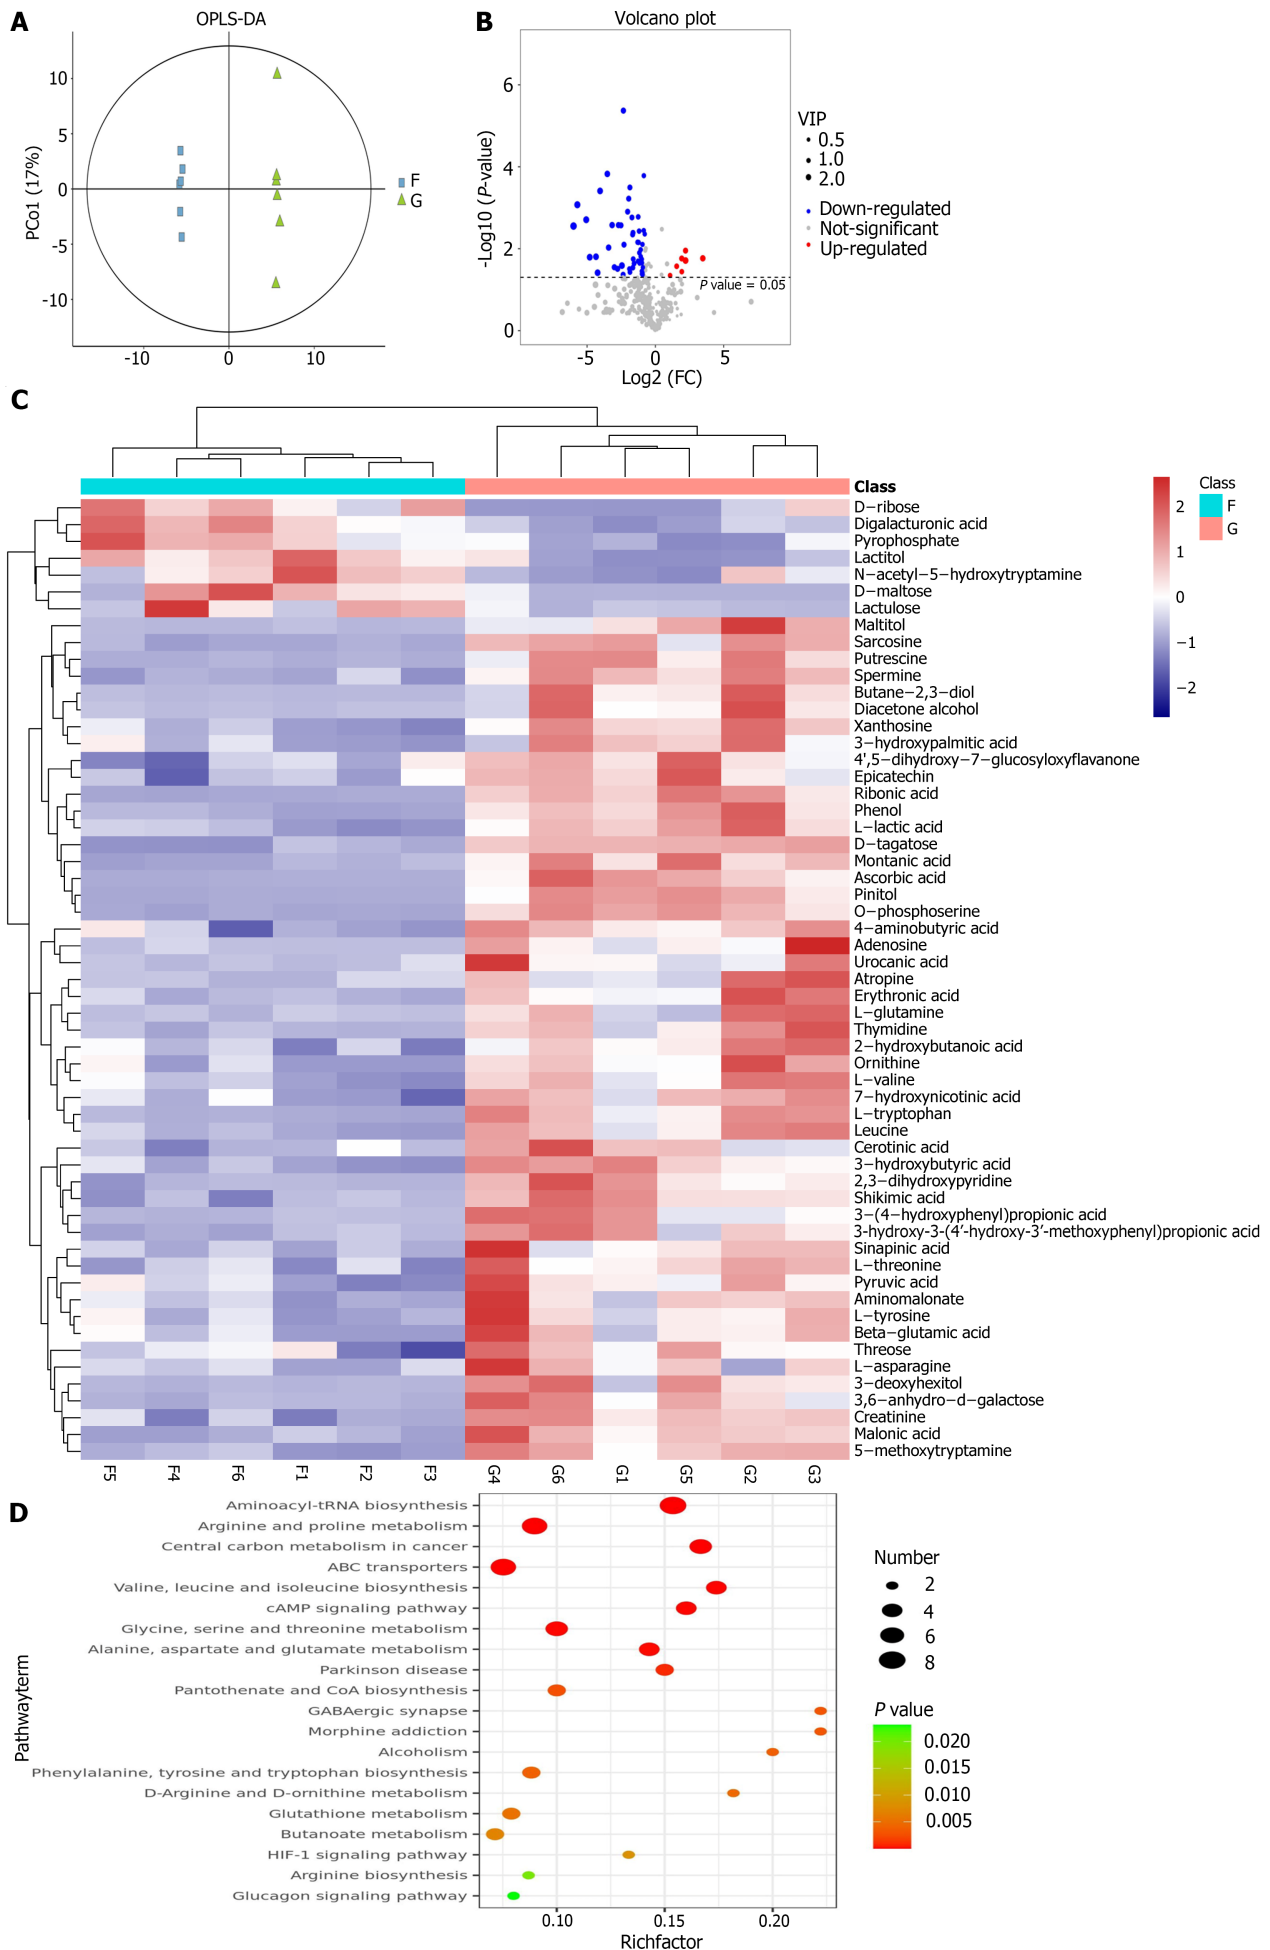 A
OPLS-DA
PCo1 (17%)
10
5
0
-5
-10
-10 0 10
F
G
B
Volcano plot
-Log10 (P-value)
6
4
2
0
P value = 0.05
-5 0 5
Log2 (FC)
VIP
0.5
1.0
2.0
Down-regulated
Not-significant
Up-regulated
C
Class
D−ribose
Digalacturonic acid
Pyrophosphate
Lactitol
N−acetyl−5−hydroxytryptamine
D−maltose
Lactulose
Maltitol
Sarcosine
Putrescine
Spermine
Butane−2,3−diol
Diacetone alcohol
Xanthosine
3−hydroxypalmitic acid
4',5−dihydroxy−7−glucosyloxyflavanone
Epicatechin
Ribonic acid
Phenol
L−lactic acid
D−tagatose
Montanic acid
Ascorbic acid
Pinitol
O−phosphoserine
4−aminobutyric acid
Adenosine
Urocanic acid
Atropine
Erythronic acid
L−glutamine
Thymidine
2−hydroxybutanoic acid
Ornithine
L−valine
7−hydroxynicotinic acid
L−tryptophan
Leucine
Cerotinic acid
3−hydroxybutyric acid
2,3−dihydroxypyridine
Shikimic acid
3−(4−hydroxyphenyl)propionic acid
3-hydroxy-3-(4′-hydroxy-3′-methoxyphenyl)propionic acid
Sinapinic acid
L−threonine
Pyruvic acid
Aminomalonate
L−tyrosine
Beta−glutamic acid
Threose
L−asparagine
3−deoxyhexitol
3,6−anhydro−d−galactose
Creatinine
Malonic acid
5−methoxytryptamine
F5 F4 F6 F1 F2 F3 G4 G6 G1 G5 G2 G3
2
1
0
−1
−2
Class
F
G
D
Pathwayterm
Aminoacyl-tRNA biosynthesis
Arginine and proline metabolism
Central carbon metabolism in cancer
ABC transporters
Valine, leucine and isoleucine biosynthesis
cAMP signaling pathway
Glycine, serine and threonine metabolism
Alanine, aspartate and glutamate metabolism
Parkinson disease
Pantothenate and CoA biosynthesis
GABAergic synapse
Morphine addiction
Alcoholism
Phenylalanine, tyrosine and tryptophan biosynthesis
D-Arginine and D-ornithine metabolism
Glutathione metabolism
Butanoate metabolism
HIF-1 signaling pathway
Arginine biosynthesis
Glucagon signaling pathway
0.10 0.15 0.20
Richfactor
Number
2
4
6
8
P value
0.020
0.015
0.010
0.005